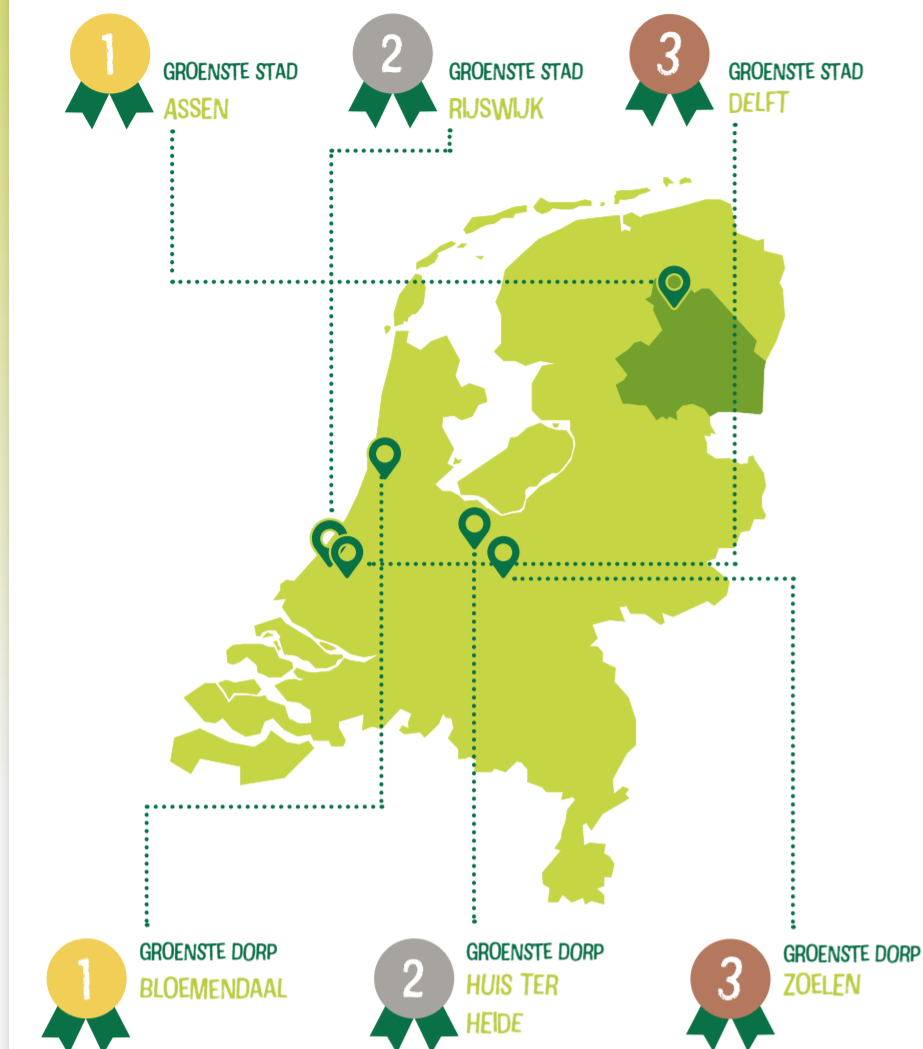 1
GROENSTE STAD
ASSEN
2
GROENSTE STAD
RIJSWIJK
3
GROENSTE STAD
DELFT
1
GROENSTE DORP
BLOEMENDAAL
2
GROENSTE DORP
HUIS TER
HEIDE
3
GROENSTE DORP
ZOELEN